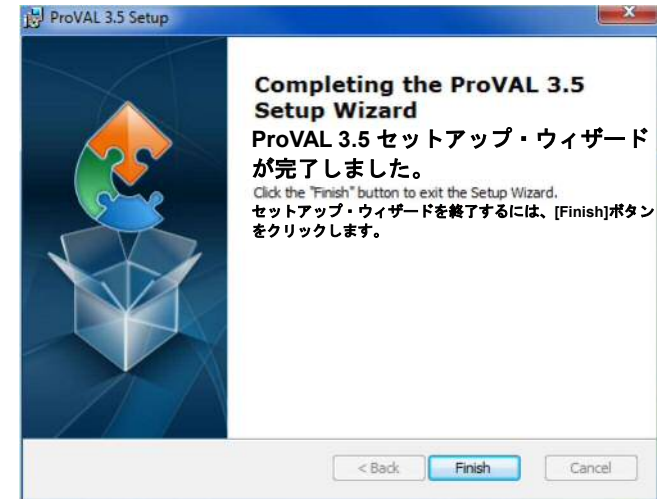 ProVAL 3.5 Setup
Completing the ProVAL 3.5
Setup Wizard
ProVAL 3.5 セットアップ・ウィザード
が完了しました。
Click the "Finish" button to exit the Setup Wizard.
セットアップ・ウィザードを終了するには、[Finish]ボタン
をクリックします。
< Back
Finish
Cancel